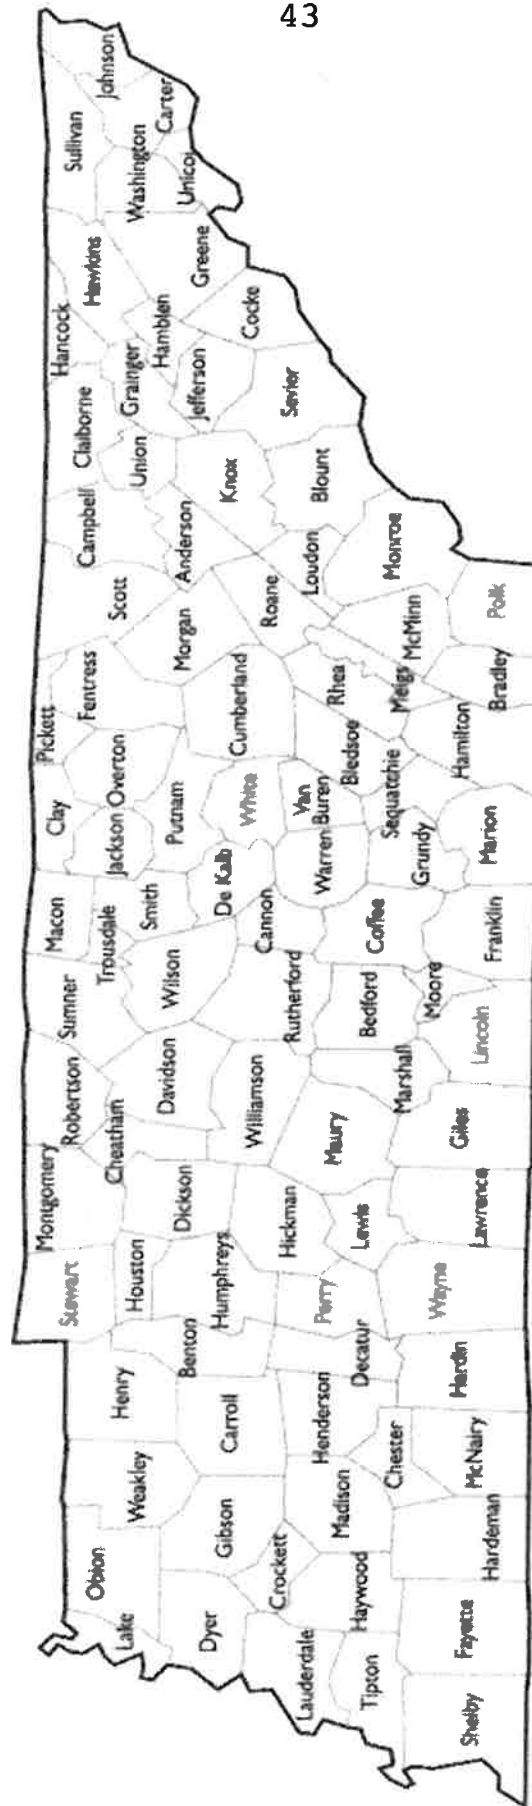 43
Johnson
Sullivan
Carter
Washington
Unicoi
Hawkins
Greene
Hancock
Hamblen
Cocke
Grainger
Jefferson
Claiborne
Sevier
Union
Knox
Campbell
Blount
Anderson
Loudon
Monroe
Scott
Roane
Morgan
McMinn
Polk
Fentress
Cumberland
Rhea
Meigs
Bradley
Pickett
Overton
Bledsoe
Hamilton
Clay
Putnam
White
Van
Buren
Sequatchie
Jackson
Warren
Grundy
Marion
De Kalb
Macon
Smith
Cannon
Coffee
Trousdale
Franklin
Wilson
Sumner
Rutherford
Bedford
Moore
Lincoln
Robertson
Davidson
Williamson
Marshall
Cheatham
Maury
Giles
Montgomery
Dickson
Hickman
Lewis
Lawrence
Stewart
Houston
Humphreys
Perry
Wayne
Benton
Decatur
Henry
Hardin
Carroll
Henderson
Chester
McNairy
Weakley
Madison
Gibson
Hardeman
Obion
Crockett
Haywood
Lake
Dyer
Fayette
Lauderdale
Tipton
Shelby